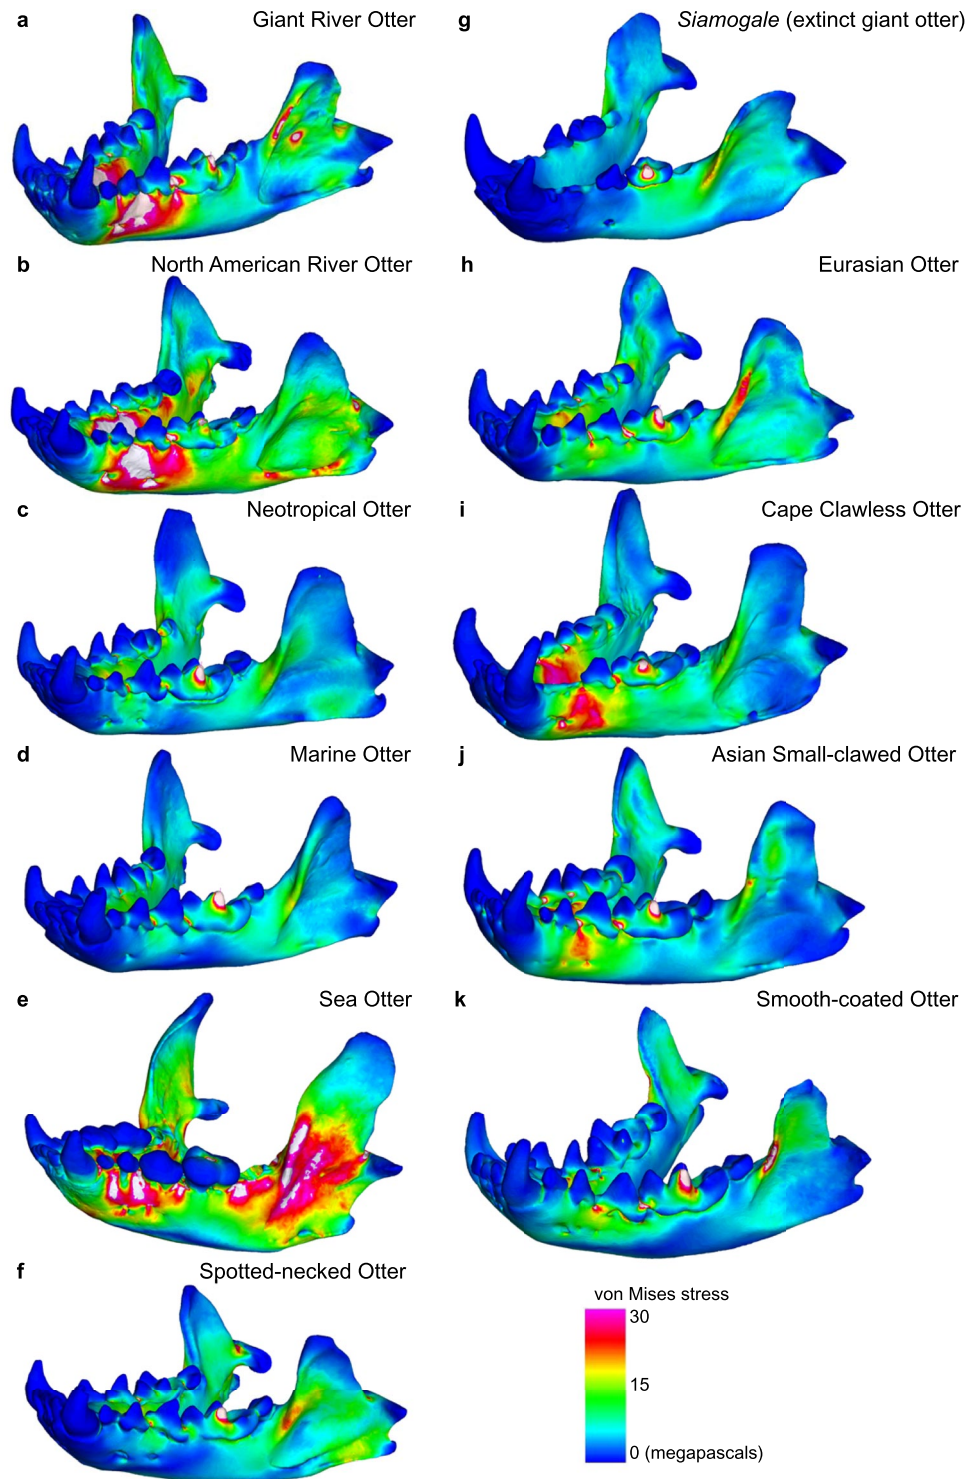 a Giant River Otter
g Siamogale (extinct giant otter)
b North American River Otter
h Eurasian Otter
c Neotropical Otter
i Cape Clawless Otter
d Marine Otter
j Asian Small-clawed Otter
e Sea Otter
k Smooth-coated Otter
f Spotted-necked Otter
von Mises stress
30
15
0 (megapascals)